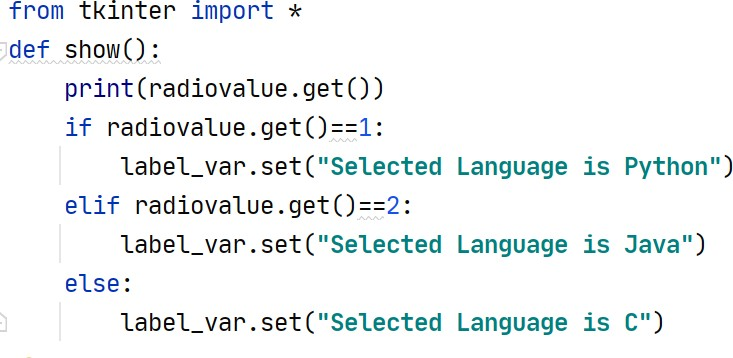 from tkinter import *
def show():
    print(radiovalue.get())
    if radiovalue.get()==1:
        label_var.set("Selected Language is Python")
    elif radiovalue.get()==2:
        label_var.set("Selected Language is Java")
    else:
        label_var.set("Selected Language is C")